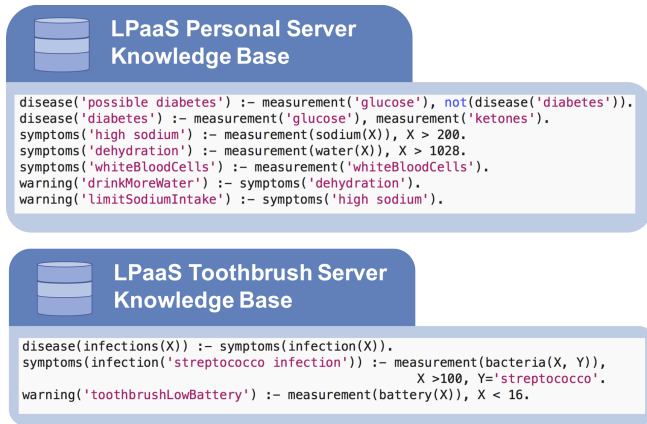 LPaaS Personal Server
Knowledge Base
disease('possible diabetes') :- measurement('glucose'), not(disease('diabetes')).
disease('diabetes') :- measurement('glucose'), measurement('ketones').
symptoms('high sodium') :- measurement(sodium(X)), X > 200.
symptoms('dehydration') :- measurement(water(X)), X > 1028.
symptoms('whiteBloodCells') :- measurement('whiteBloodCells').
warning('drinkMoreWater') :- symptoms('dehydration').
warning('limitSodiumIntake') :- symptoms('high sodium').
LPaaS Toothbrush Server
Knowledge Base
disease(infections(X)) :- symptoms(infection(X)).
symptoms(infection('streptococco infection')) :- measurement(bacteria(X, Y)),
X >100, Y='streptococco'.
warning('toothbrushLowBattery') :- measurement(battery(X)), X < 16.